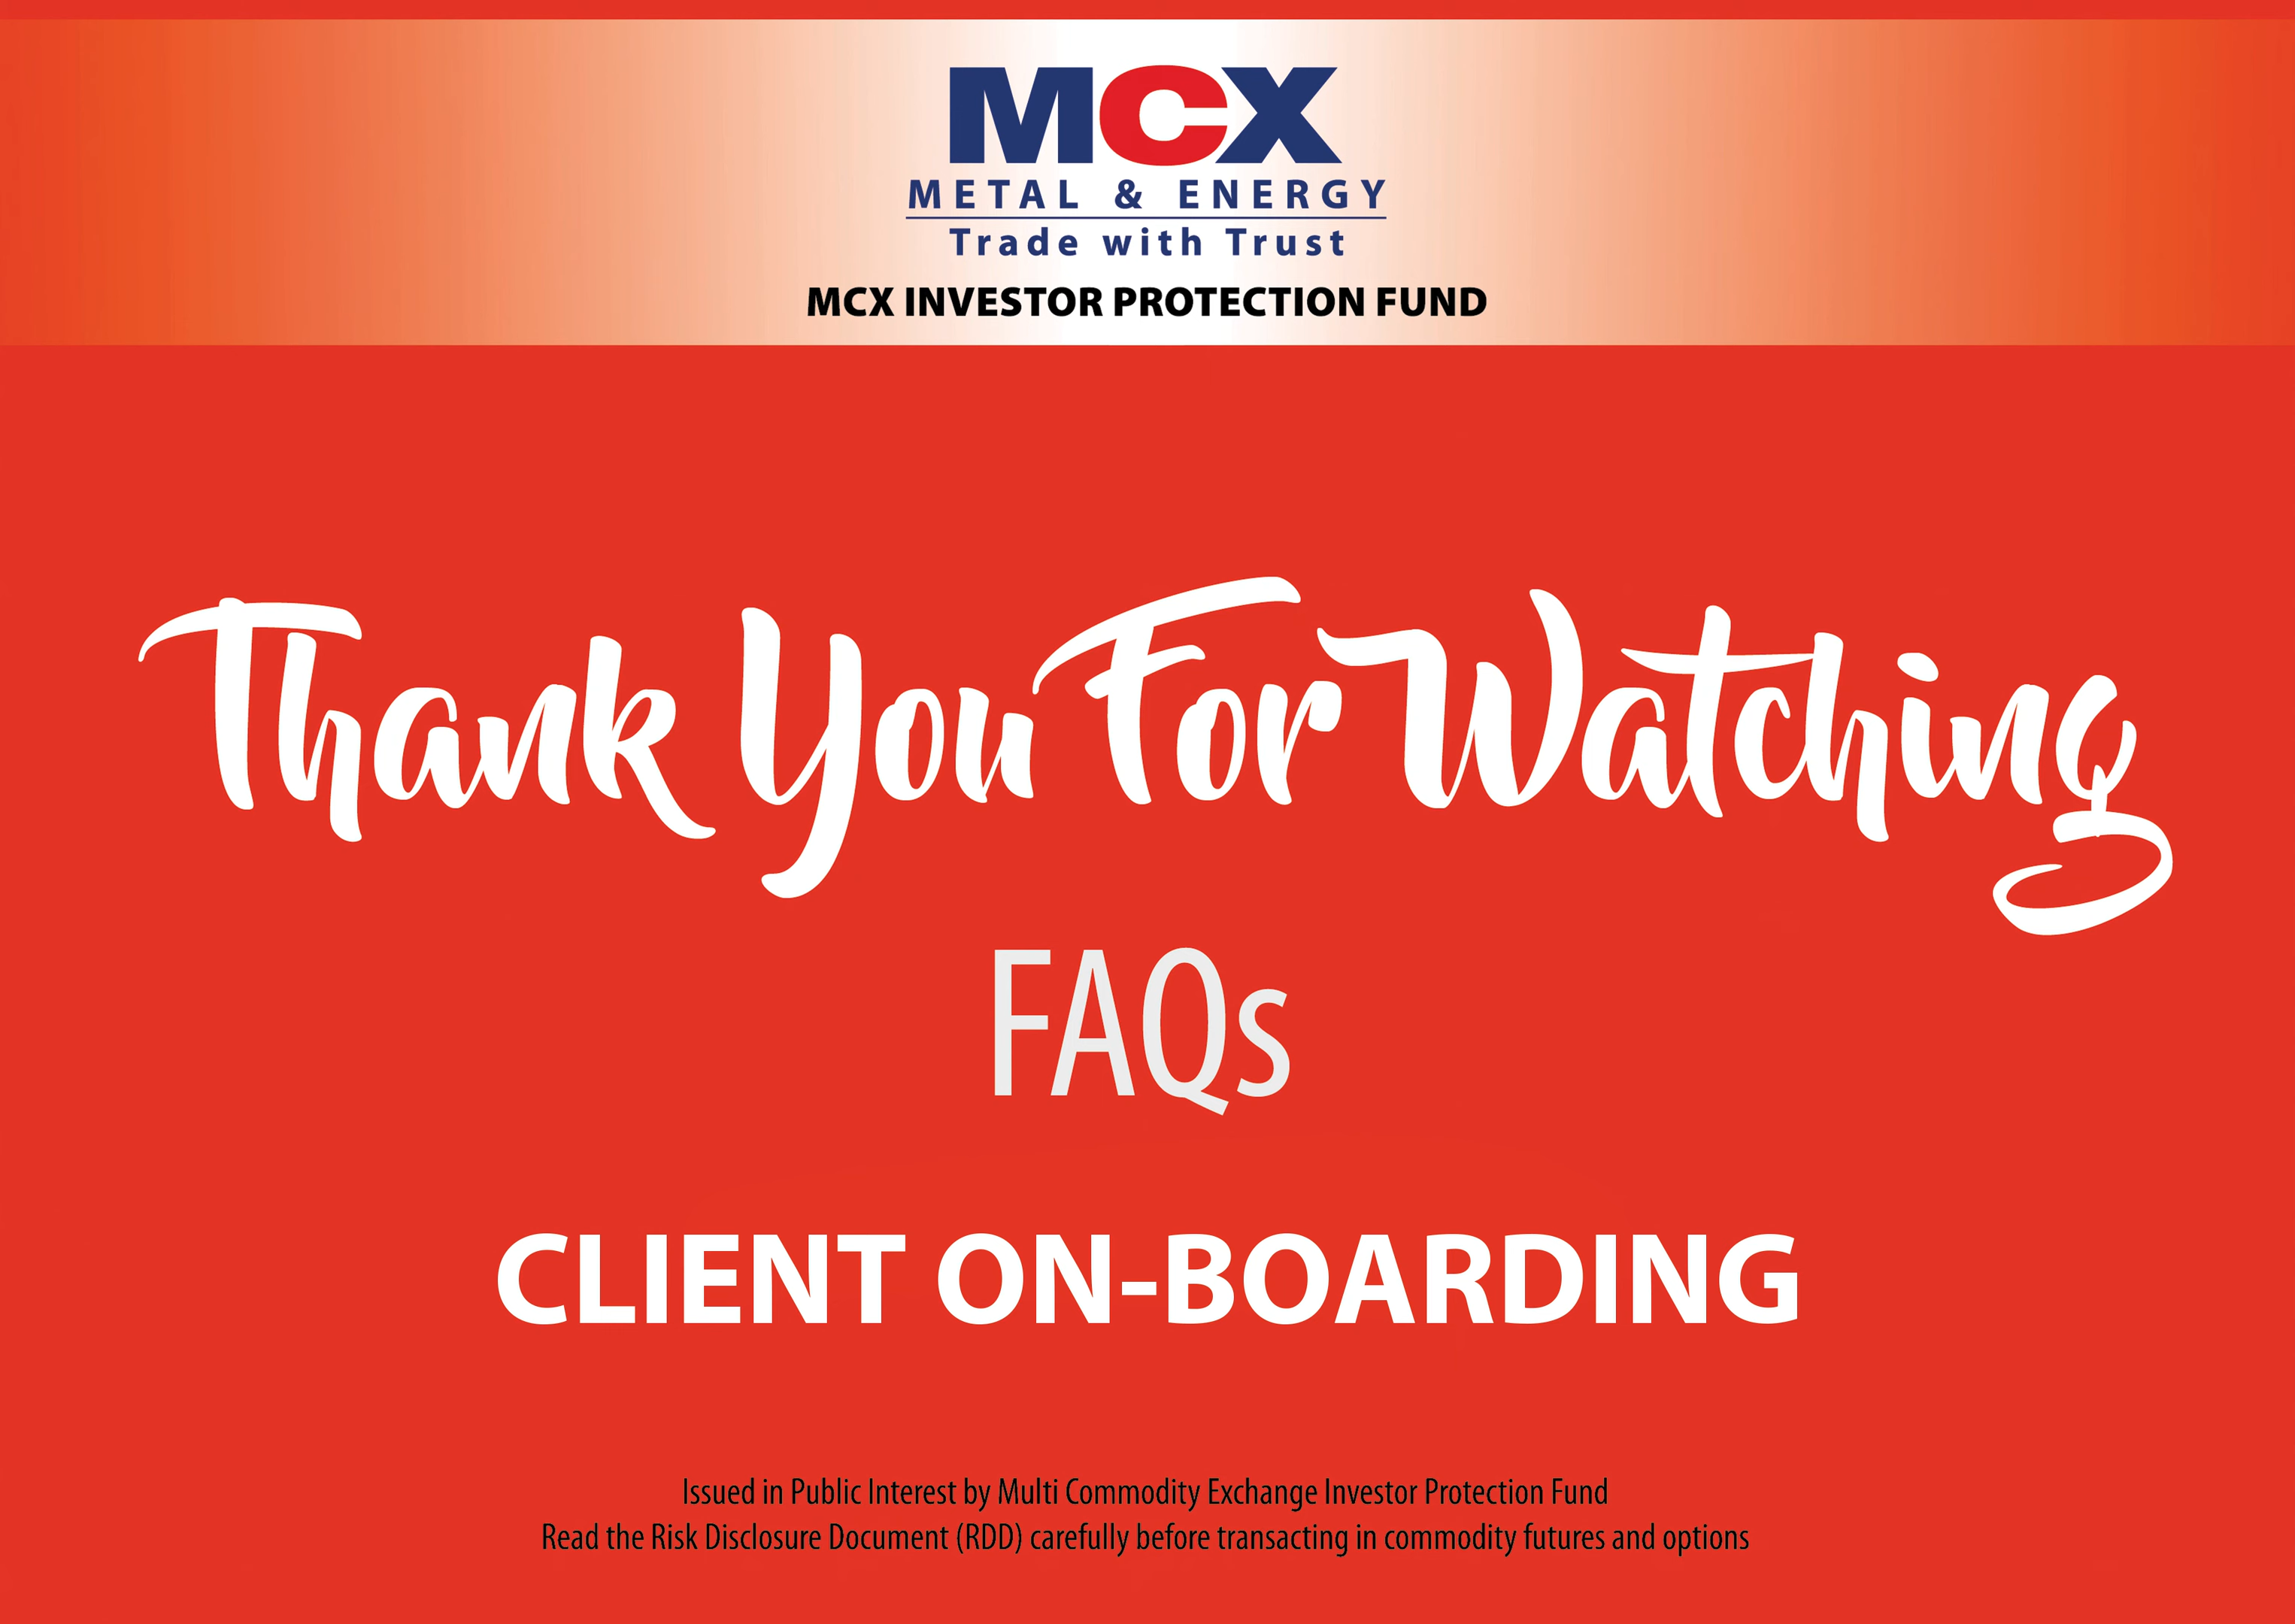 MCX
METAL & ENERGY
Trade with Trust
MCX INVESTOR PROTECTION FUND
Thank You For Watching
FAQs
CLIENT ON-BOARDING
Issued in Public Interest by Multi Commodity Exchange Investor Protection Fund
Read the Risk Disclosure Document (RDD) carefully before transacting in commodity futures and options